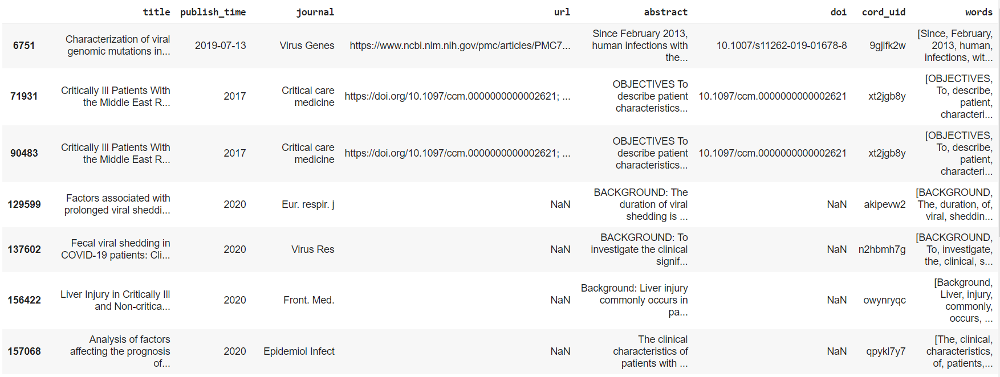 title publish_time journal url abstract doi cord_uid words
6751 Characterization of viral genomic mutations in... 2019-07-13 Virus Genes https://www.ncbi.nlm.nih.gov/pmc/articles/PMC7... Since February 2013, human infections with the... 10.1007/s11262-019-01678-8 9gjlfk2w [Since, February, 2013, human, infections, wit...
71931 Critically Ill Patients With the Middle East R... 2017 Critical care medicine https://doi.org/10.1097/ccm.0000000000002621; ... OBJECTIVES To describe patient characteristics... 10.1097/ccm.0000000000002621 xt2jgb8y [OBJECTIVES, To, describe, patient, characteri...
90483 Critically Ill Patients With the Middle East R... 2017 Critical care medicine https://doi.org/10.1097/ccm.0000000000002621; ... OBJECTIVES To describe patient characteristics... 10.1097/ccm.0000000000002621 xt2jgb8y [OBJECTIVES, To, describe, patient, characteri...
129599 Factors associated with prolonged viral sheddi... 2020 Eur. respir. j NaN BACKGROUND: The duration of viral shedding is ... NaN akipevw2 [BACKGROUND, The, duration, of, viral, sheddin...
137602 Fecal viral shedding in COVID-19 patients: Cli... 2020 Virus Res NaN BACKGROUND: To investigate the clinical signif... NaN n2hbmh7g [BACKGROUND, To, investigate, the, clinical, s...
156422 Liver Injury in Critically Ill and Non-critica... 2020 Front. Med. NaN Background: Liver injury commonly occurs in pa... NaN owynryqc [Background, Liver, injury, commonly, occurs, ...
157068 Analysis of factors affecting the prognosis of... 2020 Epidemiol Infect NaN The clinical characteristics of patients with ... NaN qpykl7y7 [The, clinical, characteristics, of, patients,...